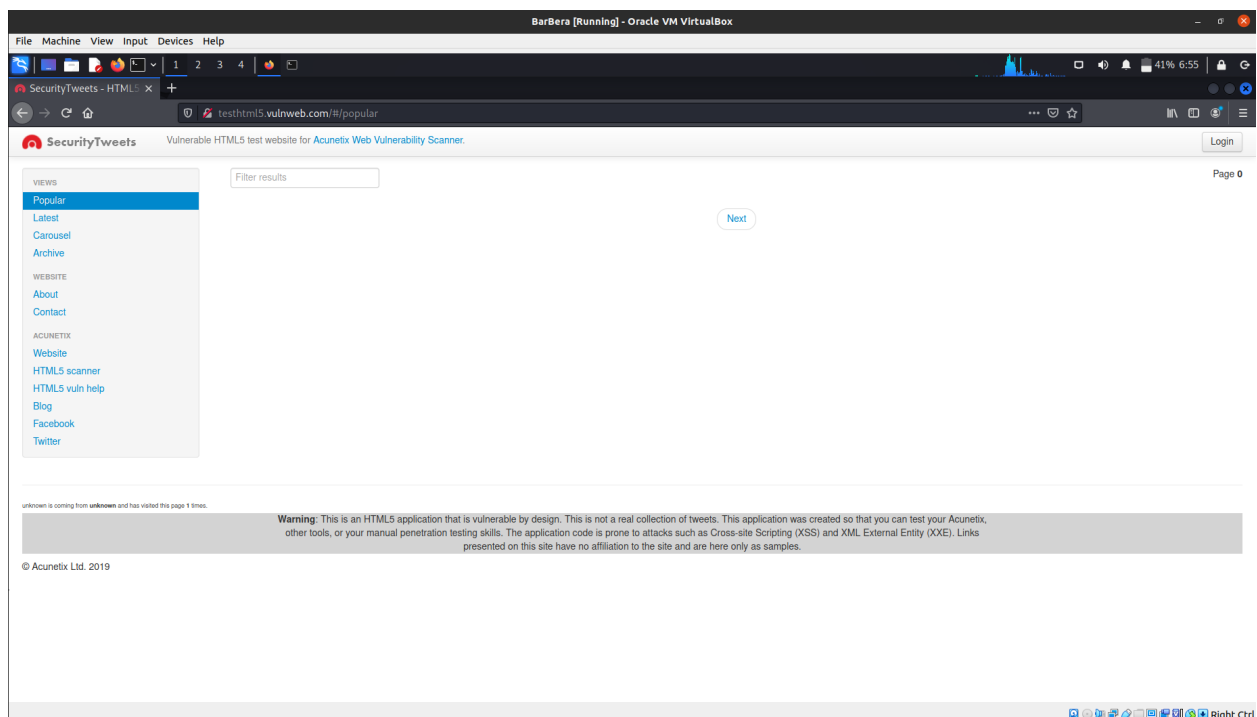 BarBera [Running] - Oracle VM VirtualBox
File Machine View Input Devices Help
1 2 3 4 41% 6:55
SecurityTweets - HTML5
testhtml5.vulnweb.com/#/popular
SecurityTweets Vulnerable HTML5 test website for Acunetix Web Vulnerability Scanner. Login
Filter results Page 0
VIEWS
Popular
Latest
Next
Carousel
Archive
WEBSITE
About
Contact
ACUNETIX
Website
HTML5 scanner
HTML5 vuln help
Blog
Facebook
Twitter
unknown is coming from unknown and has visited this page 1 times.
Warning: This is an HTML5 application that is vulnerable by design. This is not a real collection of tweets. This application was created so that you can test your Acunetix,
other tools, or your manual penetration testing skills. The application code is prone to attacks such as Cross-site Scripting (XSS) and XML External Entity (XXE). Links
presented on this site have no affiliation to the site and are here only as samples.
© Acunetix Ltd. 2019
Right Ctrl